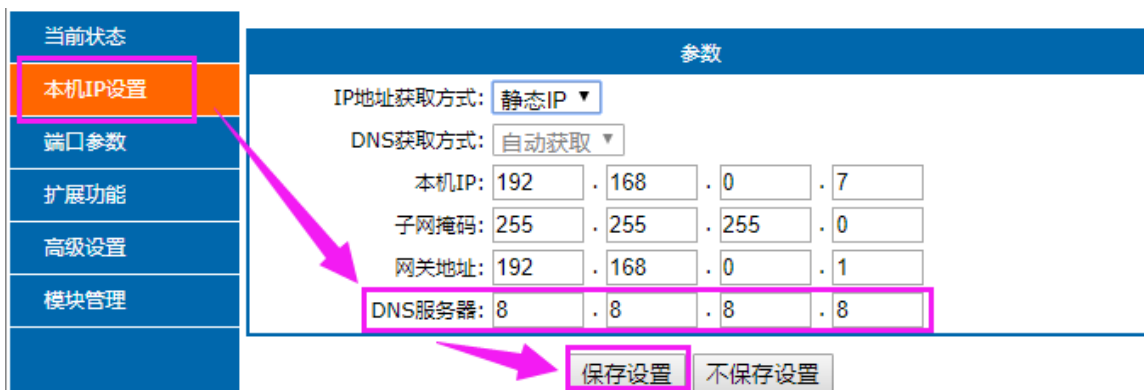 当前状态
本机IP设置
端口参数
扩展功能
高级设置
模块管理
参数
IP地址获取方式: 静态IP
DNS获取方式: 自动获取
本机IP: 192 . 168 . 0 . 7
子网掩码: 255 . 255 . 255 . 0
网关地址: 192 . 168 . 0 . 1
DNS服务器: 8 . 8 . 8 . 8
保存设置 不保存设置